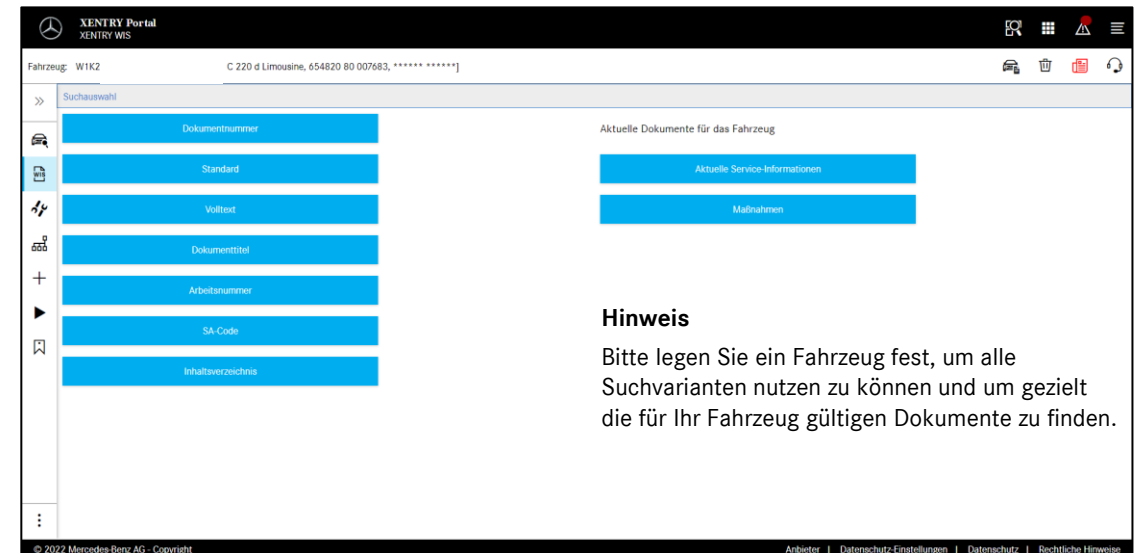 XENTRY Portal
XENTRY WIS
Fahrzeug: W1K2 C 220 d Limousine, 654820 80 007683, ****** ******]
Suchauswahl
Dokumentnummer
Standard
Volltext
Dokumenttitel
Arbeitsnummer
SA-Code
Inhaltsverzeichnis
Aktuelle Dokumente für das Fahrzeug
Aktuelle Service-Informationen
Maßnahmen
WIS
Hinweis
Bitte legen Sie ein Fahrzeug fest, um alle
Suchvarianten nutzen zu können und um gezielt
die für Ihr Fahrzeug gültigen Dokumente zu finden.
© 2022 Mercedes-Benz AG - Copyright
Anbieter | Datenschutz-Einstellungen | Datenschutz | Rechtliche Hinweise